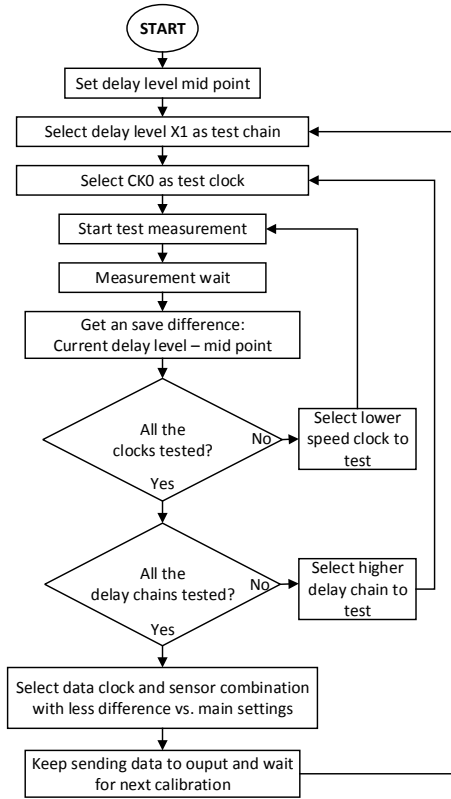 START
Set delay level mid point
Select delay level X1 as test chain
Select CK0 as test clock
Start test measurement
Measurement wait
Get an save difference:
Current delay level – mid point
All the
clocks tested?
No
Yes
Select lower
speed clock to
test
All the
delay chains tested?
No
Yes
Select higher
delay chain to
test
Select data clock and sensor combination
with less difference vs. main settings
Keep sending data to ouput and wait
for next calibration